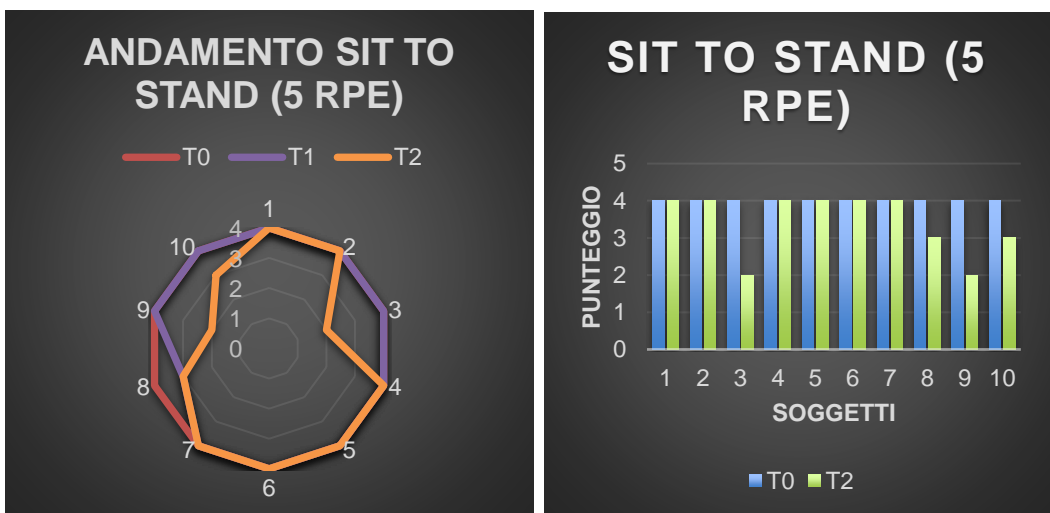 ANDAMENTO SIT TO
STAND (5 RPE)
T0 T1 T2
1
2
3
4
5
6
7
8
9
10
4
3
2
1
0
SIT TO STAND (5
RPE)
PUNTEGGIO
5
4
3
2
1
0
1 2 3 4 5 6 7 8 9 10
SOGGETTI
T0 T2